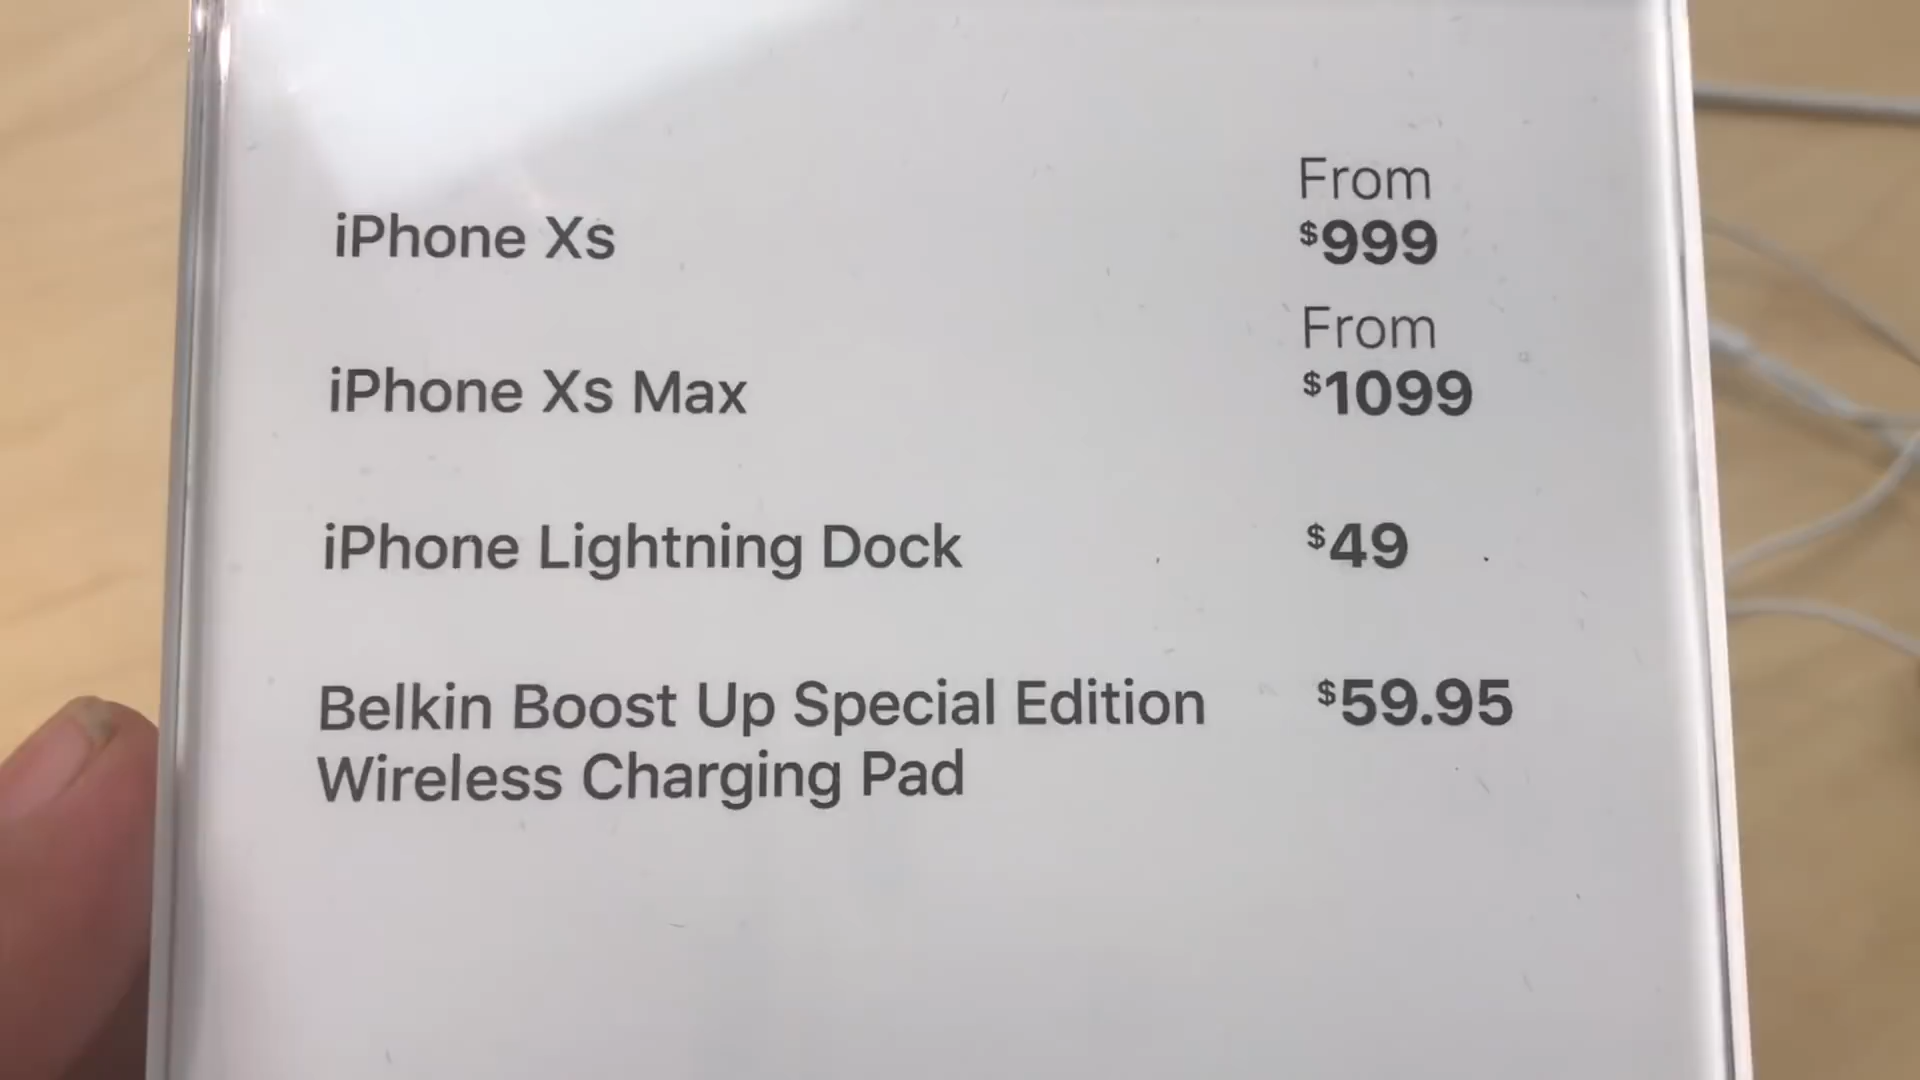 From
iPhone Xs $999
From
iPhone Xs Max $1099
iPhone Lightning Dock $49
Belkin Boost Up Special Edition $59.95
Wireless Charging Pad